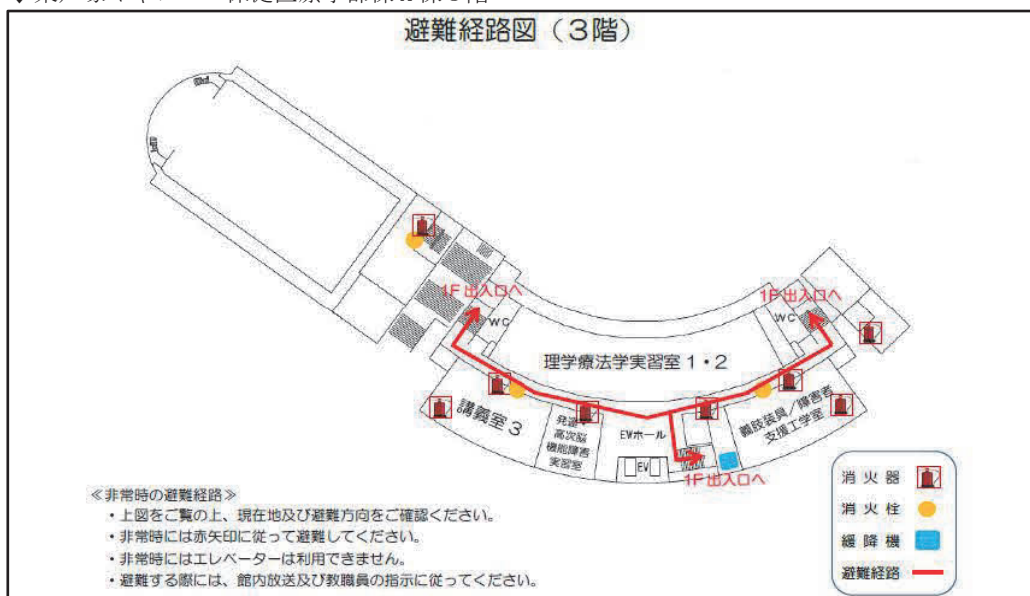 避難経路図（3階）
1F出入口へ
1F出入口へ
WC
WC
理学療法学実習室1・2
講義室3
発達・
高次脳
機能障害
実習室
EVホール
EV
義肢装具／障害者
支援工学室
1F出入口へ
≪非常時の避難経路≫
・上図をご覧の上、現在地及び避難方向をご確認ください。
・非常時には赤矢印に従って避難してください。
・非常時にはエレベーターは利用できません。
・避難する際には、館内放送及び教職員の指示に従ってください。
消火器
消火栓
緩降機
避難経路